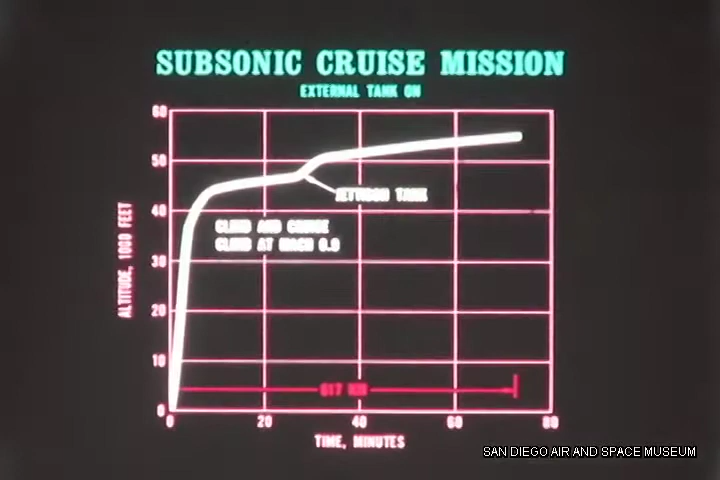 SUBSONIC CRUISE MISSION
EXTERNAL TANK ON
60
50
40
30
20
10
0
ALTITUDE, 1000 FEET
JETTISON TANK
CLIMB AND CRUISE
CLIMB AT MACH 0.9
617 NM
0 20 40 60 80
TIME, MINUTES
SAN DIEGO AIR AND SPACE MUSEUM